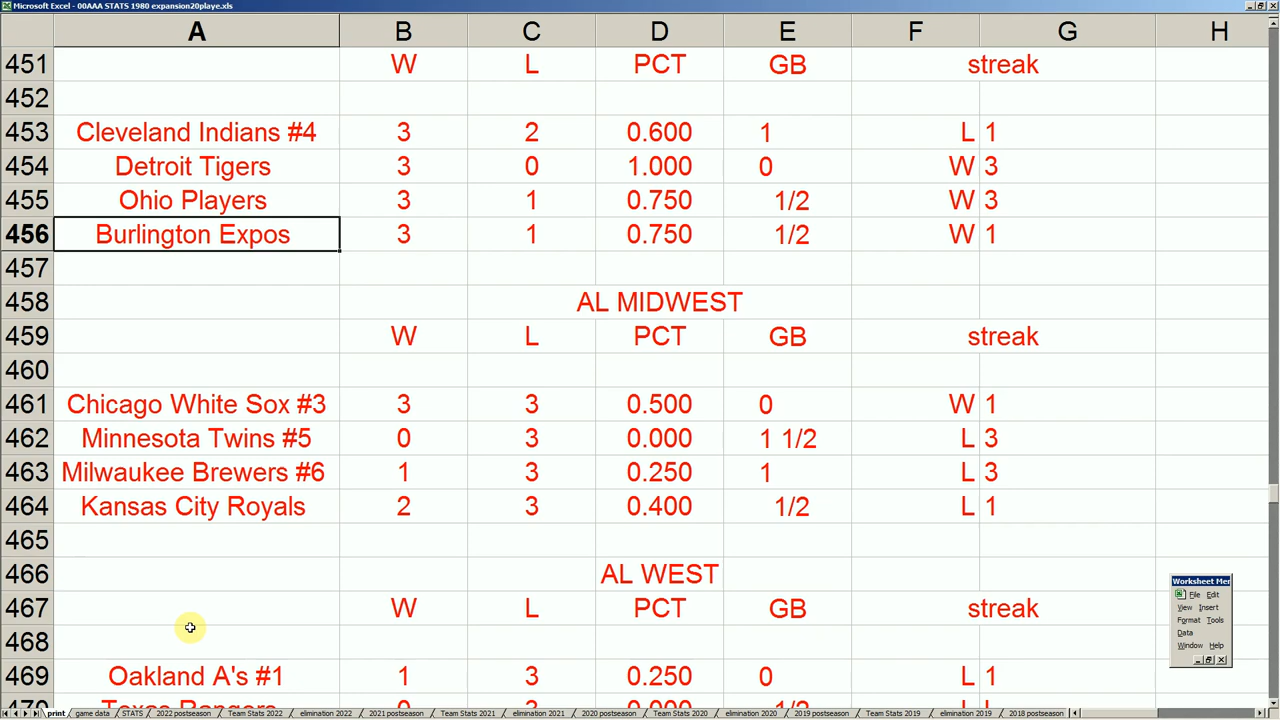 Microsoft Excel - 00AAA STATS 1980 expansion20playe.xls
A B C D E F G H
451 W L PCT GB streak
452
453 Cleveland Indians #4 3 2 0.600 1 L 1
454 Detroit Tigers 3 0 1.000 0 W 3
455 Ohio Players 3 1 0.750 1/2 W 3
456 Burlington Expos 3 1 0.750 1/2 W 1
457
458 AL MIDWEST
459 W L PCT GB streak
460
461 Chicago White Sox #3 3 3 0.500 0 W 1
462 Minnesota Twins #5 0 3 0.000 1 1/2 L 3
463 Milwaukee Brewers #6 1 3 0.250 1 L 3
464 Kansas City Royals 2 3 0.400 1/2 L 1
465
466 AL WEST
467 W L PCT GB streak
468
469 Oakland A's #1 1 3 0.250 0 L 1
470 Texas Rangers 0.000 1/2
Worksheet Mer
File Edit
View Insert
Format Tools
Data
Window Help
print game data STATS 2022 postseason Team Stats 2022 elimination 2022 2021 postseason Team Stats 2021 elimination 2021 2020 postseason Team Stats 2020 elimination 2020 2019 postseason Team Stats 2019 elimination 2019 2018 postseason